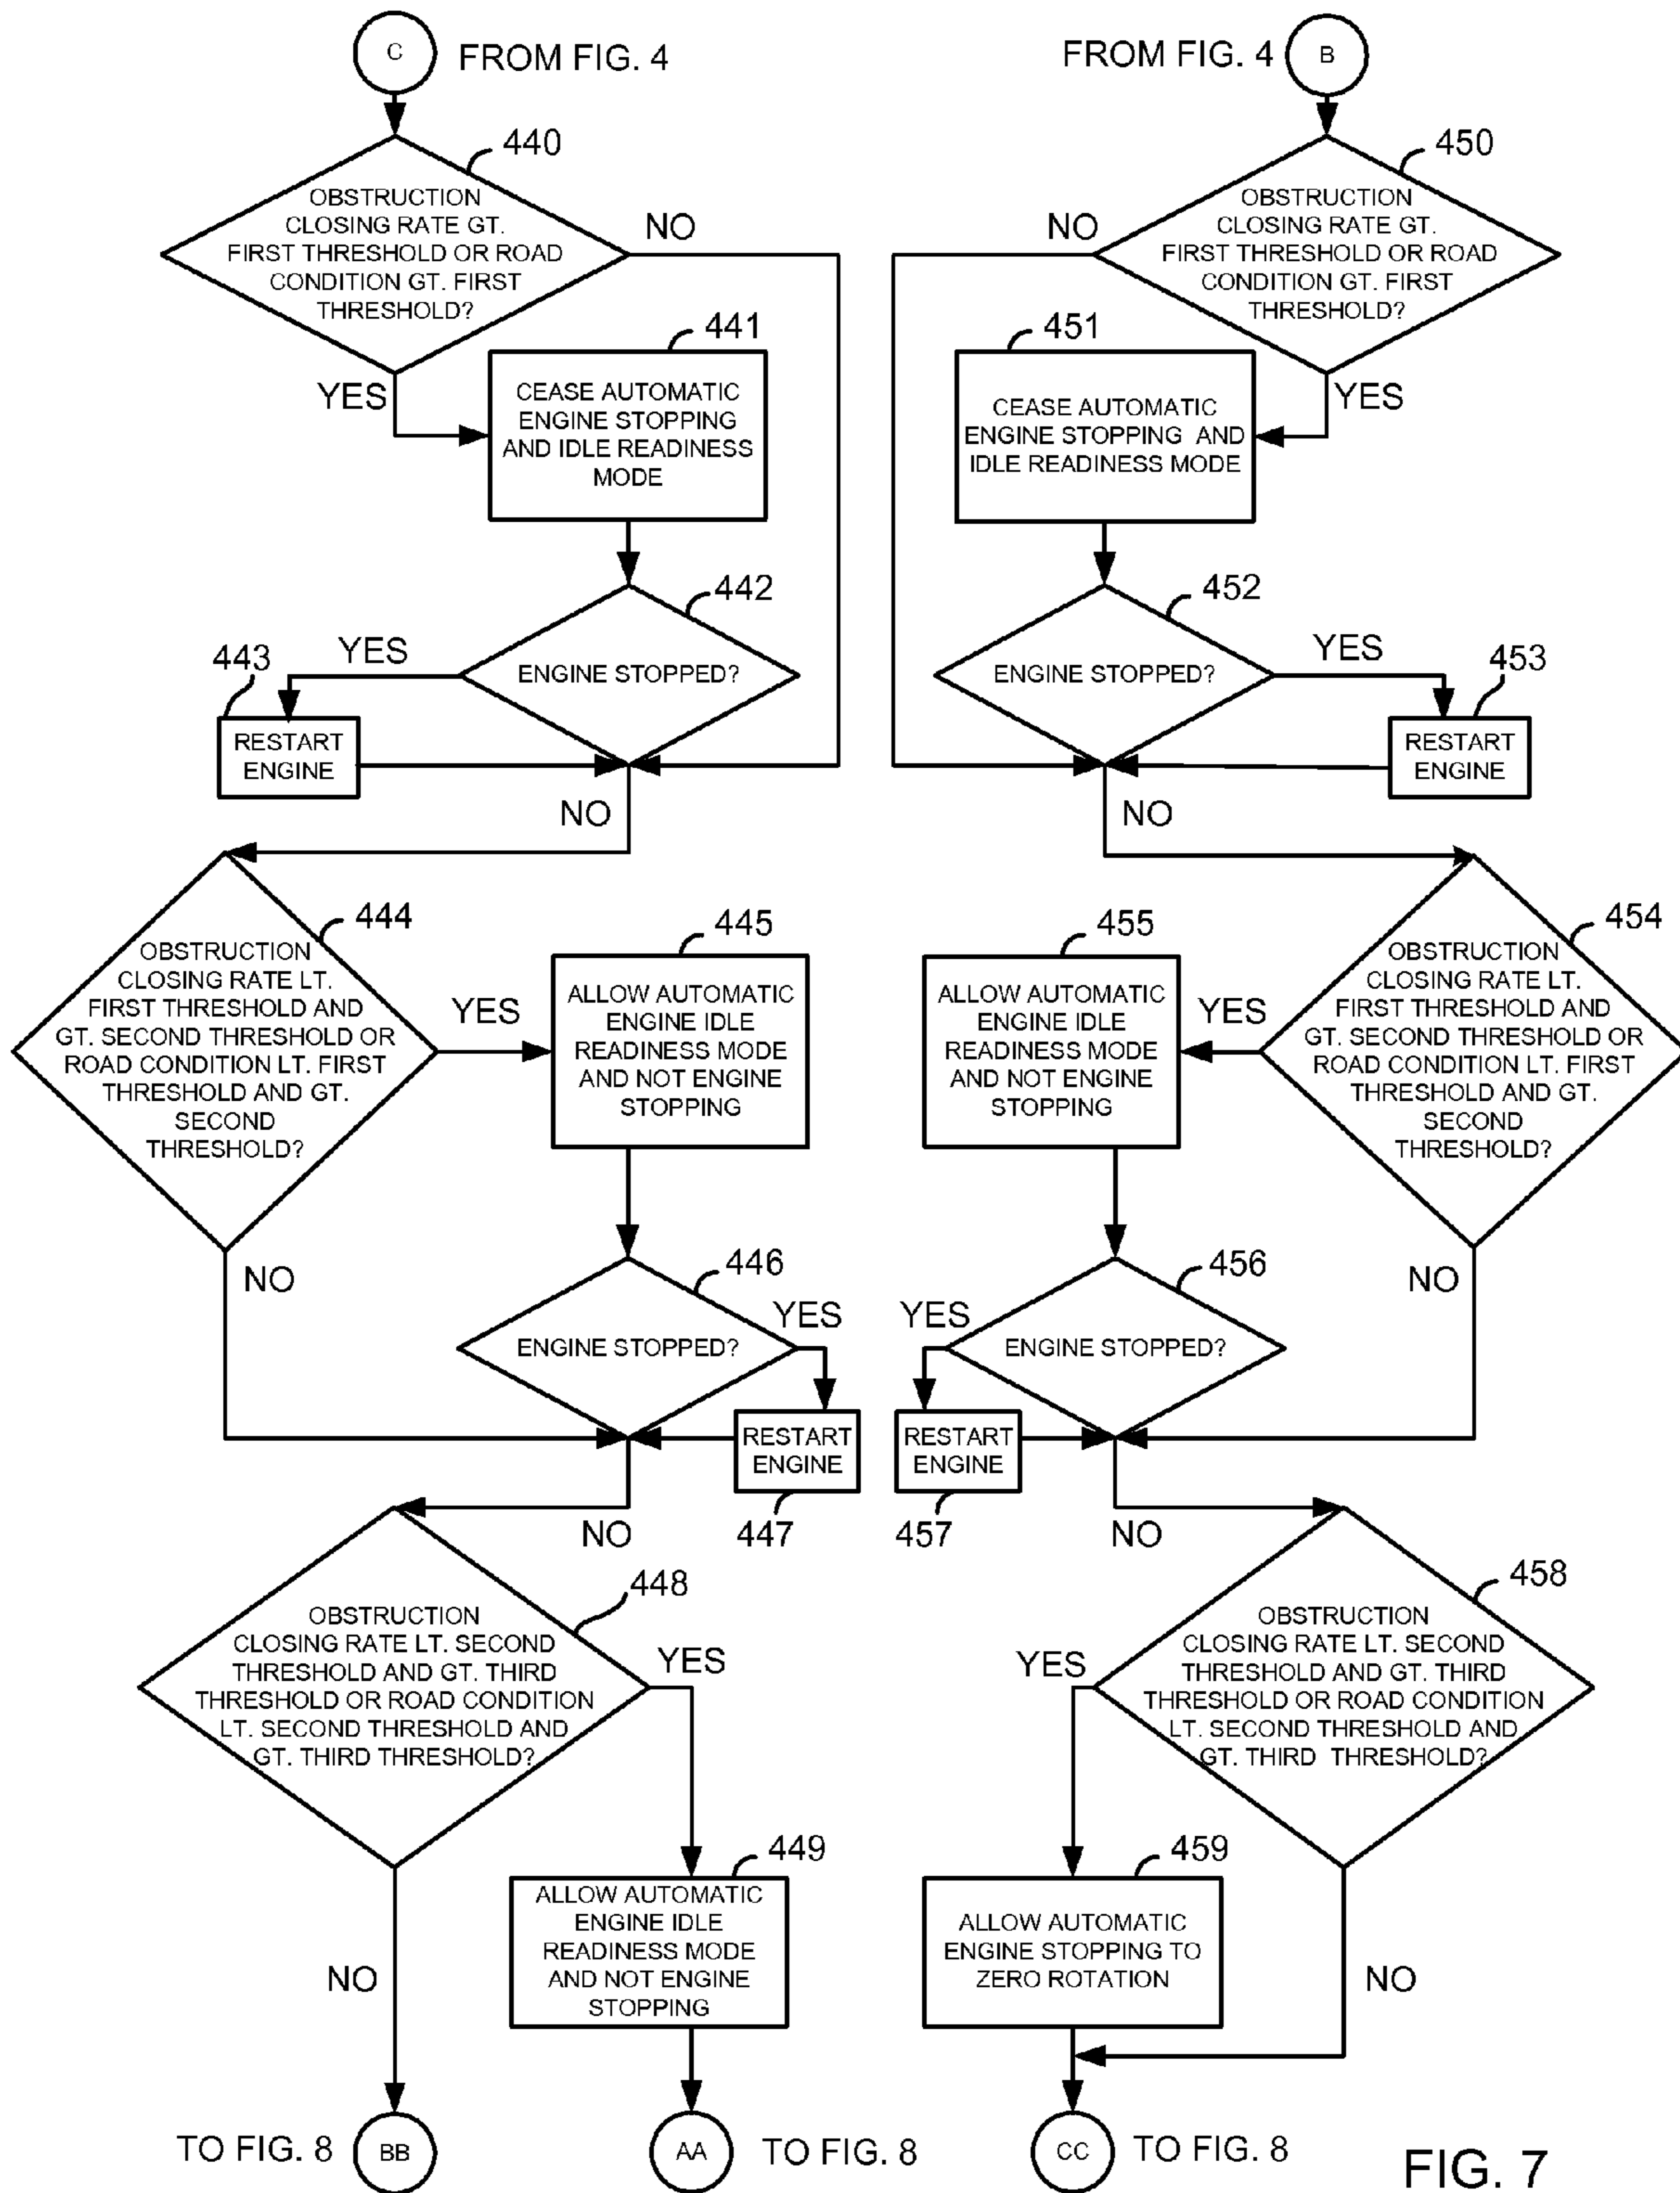 C
FROM FIG. 4
FROM FIG. 4
B
440
OBSTRUCTION
CLOSING RATE GT.
FIRST THRESHOLD OR ROAD
CONDITION GT. FIRST
THRESHOLD?
NO
YES
450
OBSTRUCTION
CLOSING RATE GT.
FIRST THRESHOLD OR ROAD
CONDITION GT. FIRST
THRESHOLD?
NO
YES
441
CEASE AUTOMATIC
ENGINE STOPPING
AND IDLE READINESS
MODE
451
CEASE AUTOMATIC
ENGINE STOPPING AND
IDLE READINESS MODE
442
ENGINE STOPPED?
YES
443
RESTART
ENGINE
NO
452
ENGINE STOPPED?
YES
453
RESTART
ENGINE
NO
444
OBSTRUCTION
CLOSING RATE LT.
FIRST THRESHOLD AND
GT. SECOND THRESHOLD OR
ROAD CONDITION LT. FIRST
THRESHOLD AND GT.
SECOND
THRESHOLD?
YES
NO
445
ALLOW AUTOMATIC
ENGINE IDLE
READINESS MODE
AND NOT ENGINE
STOPPING
455
ALLOW AUTOMATIC
ENGINE IDLE
READINESS MODE
AND NOT ENGINE
STOPPING
454
OBSTRUCTION
CLOSING RATE LT.
FIRST THRESHOLD AND
GT. SECOND THRESHOLD OR
ROAD CONDITION LT. FIRST
THRESHOLD AND GT.
SECOND
THRESHOLD?
YES
NO
446
ENGINE STOPPED?
YES
RESTART
ENGINE
447
NO
456
ENGINE STOPPED?
YES
RESTART
ENGINE
457
NO
448
OBSTRUCTION
CLOSING RATE LT. SECOND
THRESHOLD AND GT. THIRD
THRESHOLD OR ROAD CONDITION
LT. SECOND THRESHOLD AND
GT. THIRD THRESHOLD?
YES
NO
458
OBSTRUCTION
CLOSING RATE LT. SECOND
THRESHOLD AND GT. THIRD
THRESHOLD OR ROAD CONDITION
LT. SECOND THRESHOLD AND
GT. THIRD THRESHOLD?
YES
NO
449
ALLOW AUTOMATIC
ENGINE IDLE
READINESS MODE
AND NOT ENGINE
STOPPING
459
ALLOW AUTOMATIC
ENGINE STOPPING TO
ZERO ROTATION
TO FIG. 8
BB
AA
TO FIG. 8
CC
TO FIG. 8
FIG. 7